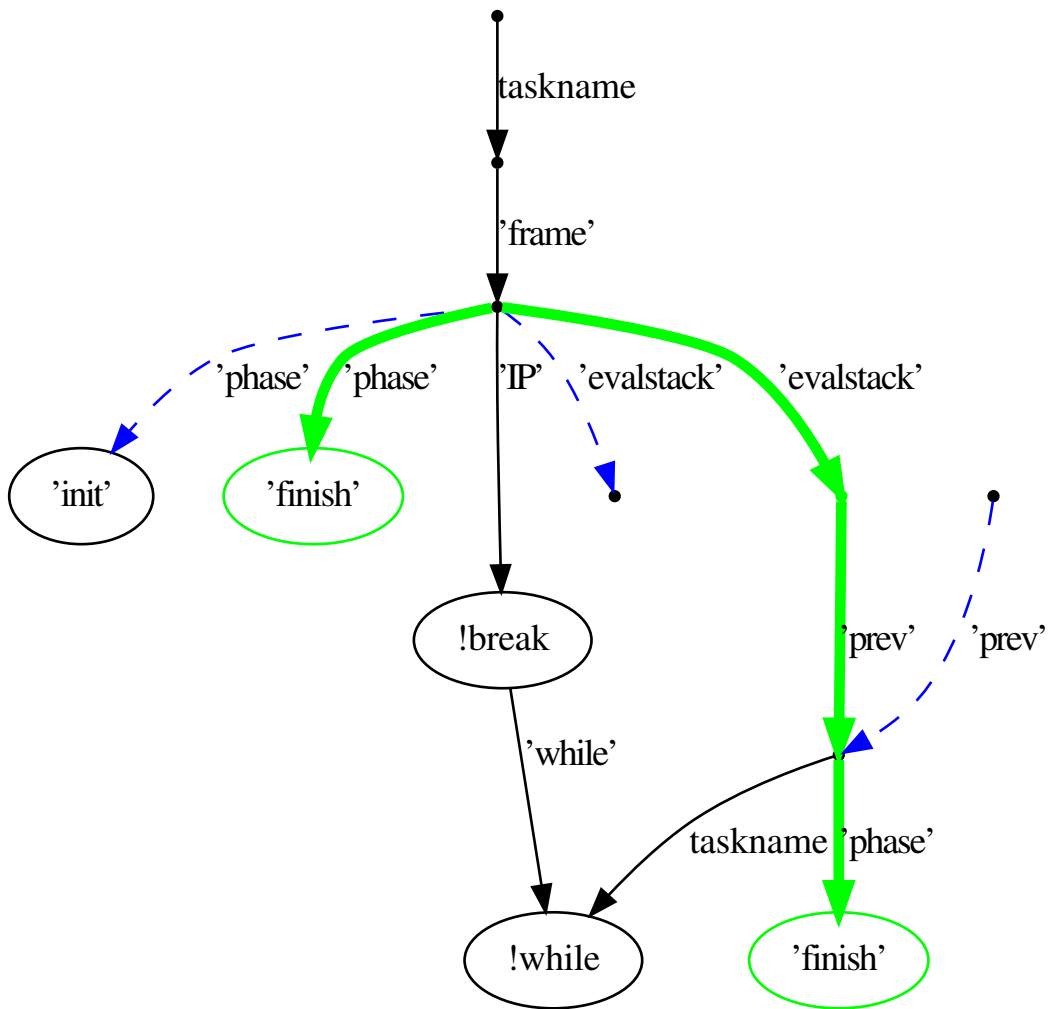 taskname
’frame’
’phase’
’phase’
’IP’
’evalstack’
’evalstack’
’init’
’finish’
!break
’prev’
’prev’
’while’
taskname
’phase’
!while
’finish’